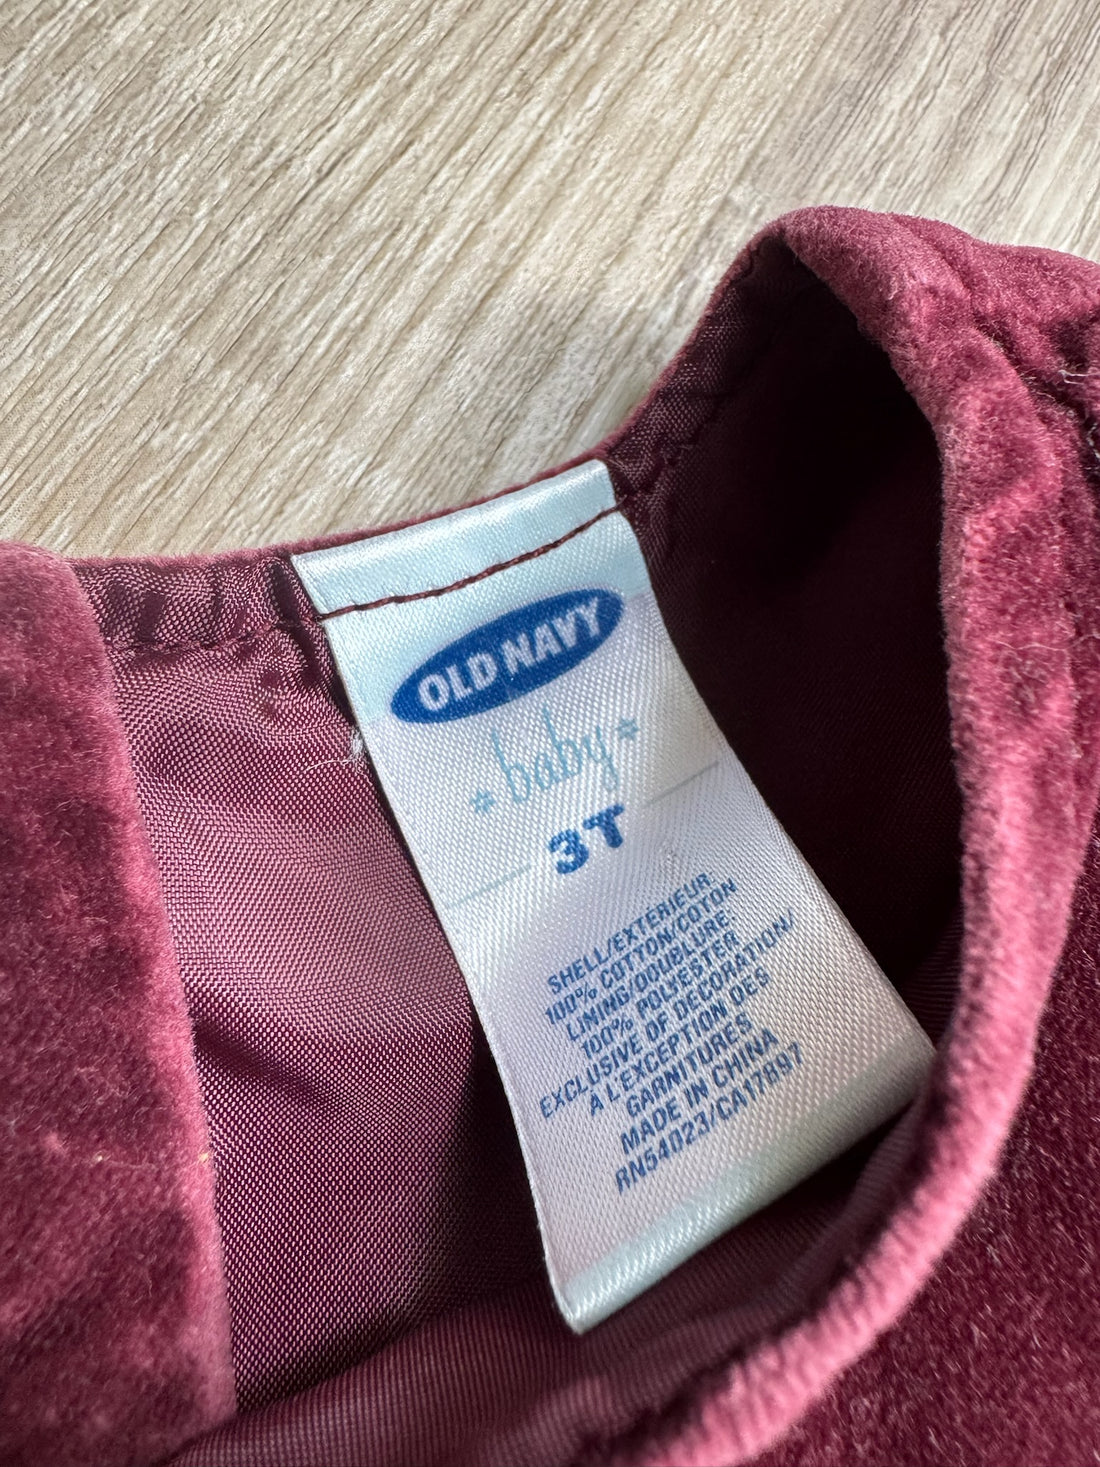 OLD NAVY
baby
3T
SHELL/EXTERIEUR
100% COTTON/COTON
LINING/DOUBLURE:
100% POLYESTER
EXCLUSIVE OF DECORATION/
A L'EXCEPTION DES
GARNITURES
MADE IN CHINA
RN54023/CA17897